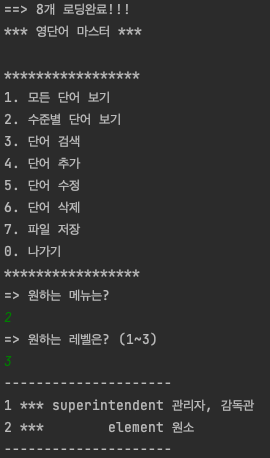 ==> 8개 로딩완료!!!
*** 영단어 마스터 ***
*****************
1. 모든 단어 보기
2. 수준별 단어 보기
3. 단어 검색
4. 단어 추가
5. 단어 수정
6. 단어 삭제
7. 파일 저장
0. 나가기
*****************
=> 원하는 메뉴는?
2
=> 원하는 레벨은? (1~3)
3
---------------------
1 *** superintendent 관리자, 감독관
2 ***        element 원소
---------------------